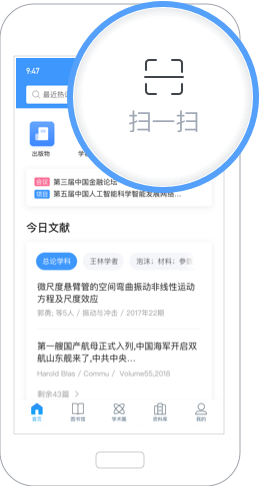 9:47
扫一扫
最近热
出版物
会议 第三届中国金融论坛
项目 第五届中国人工智能科学智能发展网络...
今日文献
总论学科 王林学者 泡沫；材料；参数
微尺度悬臂管的空间弯曲振动非线性运动
方程及尺度效应
郭勇; 等5人 / 振动与冲击 / 2017年22期
第一艘国产航母正式入列,中国海军开启双
航山东舰来了,中共中央...
Harold Blas / Commu / Volume55,2018
剩余43篇 >
首页 图书馆 学术圈 资料库 我的